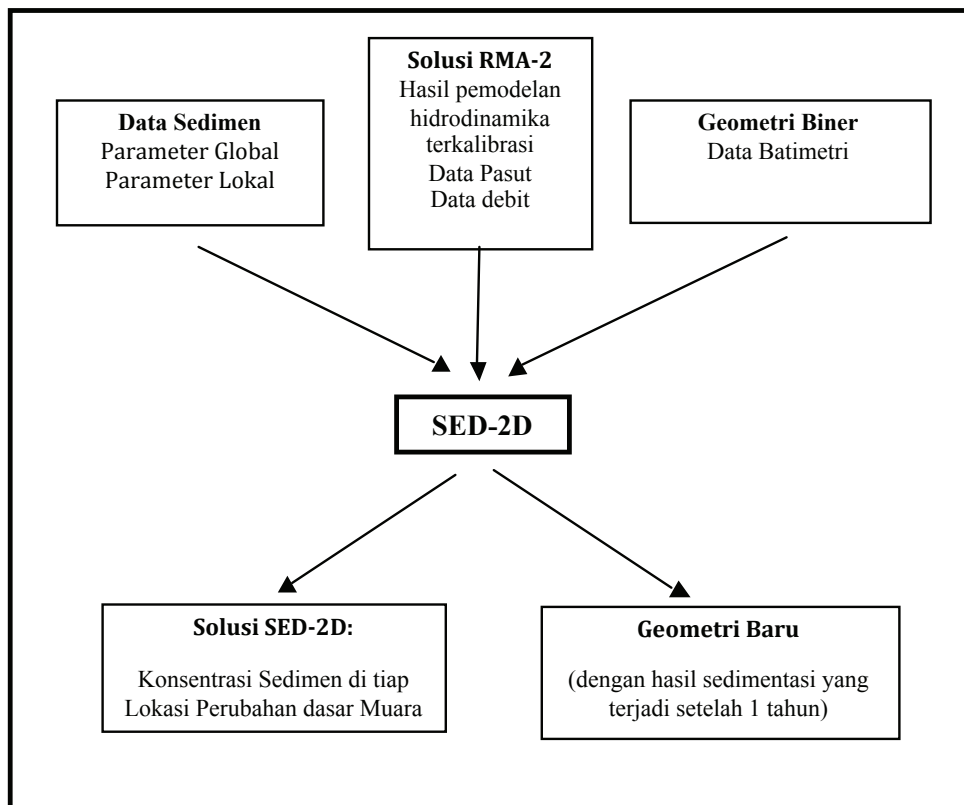 Solusi RMA-2
Hasil pemodelan
hidrodinamika
terkalibrasi
Data Pasut
Data debit
Data Sedimen
Parameter Global
Parameter Lokal
Geometri Biner
Data Batimetri
SED-2D
Solusi SED-2D:
Konsentrasi Sedimen di tiap
Lokasi Perubahan dasar Muara
Geometri Baru
(dengan hasil sedimentasi yang
terjadi setelah 1 tahun)